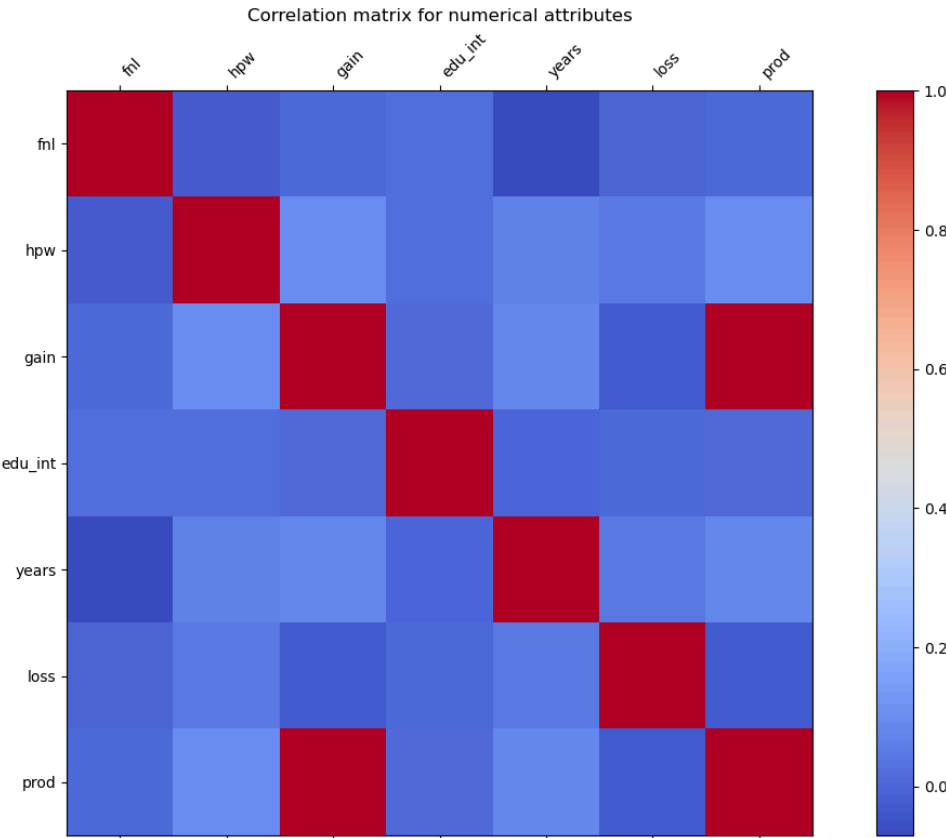 Correlation matrix for numerical attributes
fnl hpw gain edu_int years loss prod
fnl
hpw
gain
edu_int
years
loss
prod
1.0
0.8
0.6
0.4
0.2
0.0